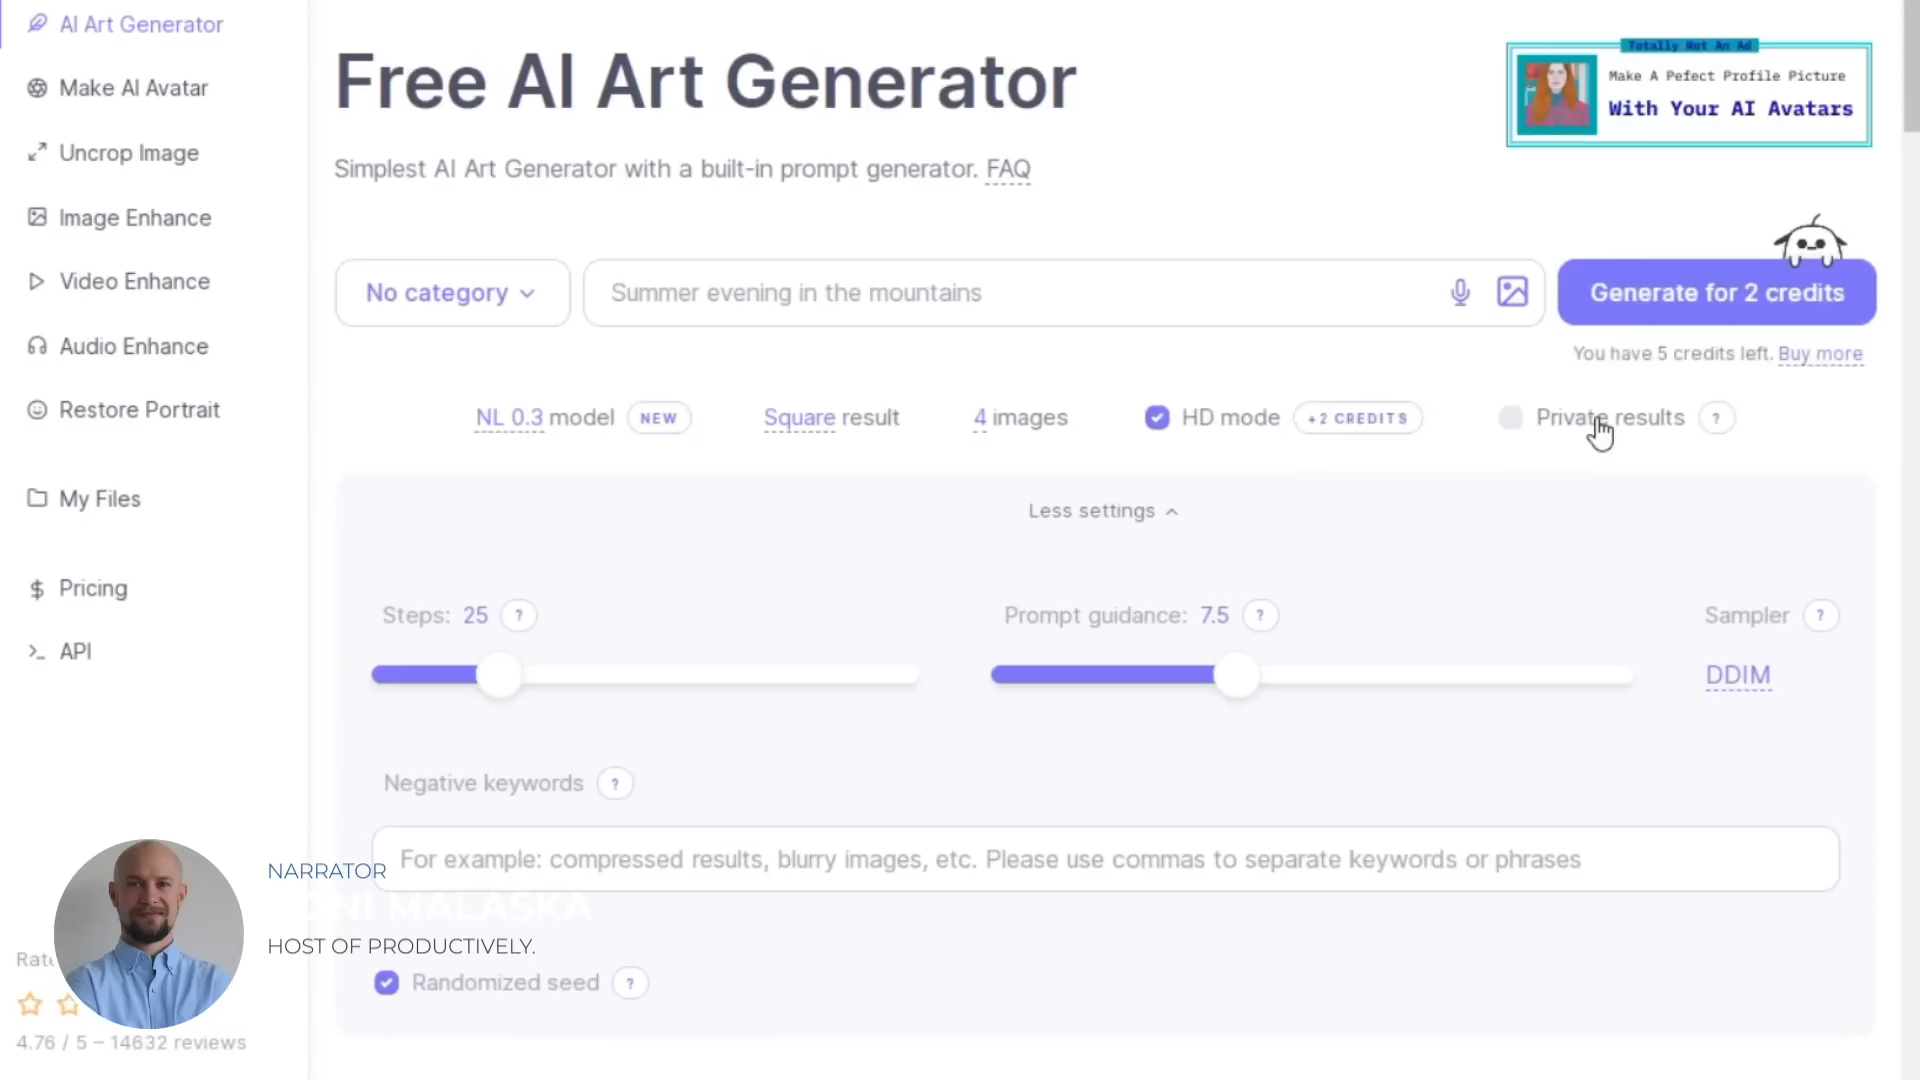 AI Art Generator
Make AI Avatar
Uncrop Image
Image Enhance
Video Enhance
Audio Enhance
Restore Portrait
My Files
Pricing
API
4.76 / 5 – 14632 reviews
Free AI Art Generator
Simplest AI Art Generator with a built-in prompt generator. FAQ
Totally Not An Ad
Make A Pefect Profile Picture
With Your AI Avatars
No category
Summer evening in the mountains
Generate for 2 credits
You have 5 credits left. Buy more
NL 0.3 model NEW
Square result
4 images
HD mode +2 CREDITS
Private results ?
Less settings
Steps: 25 ?
Prompt guidance: 7.5 ?
Sampler ?
DDIM
Negative keywords ?
For example: compressed results, blurry images, etc. Please use commas to separate keywords or phrases
Randomized seed ?
NARRATOR
MALASKA
HOST OF PRODUCTIVELY.